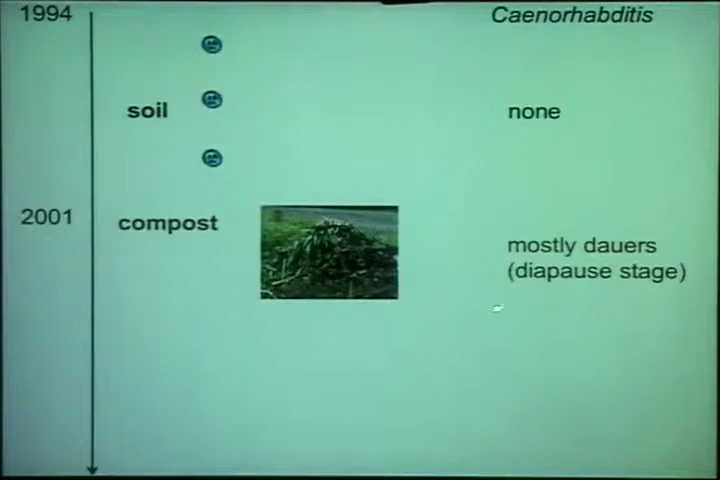 1994
Caenorhabditis
soil
none
2001
compost
mostly dauers
(diapause stage)